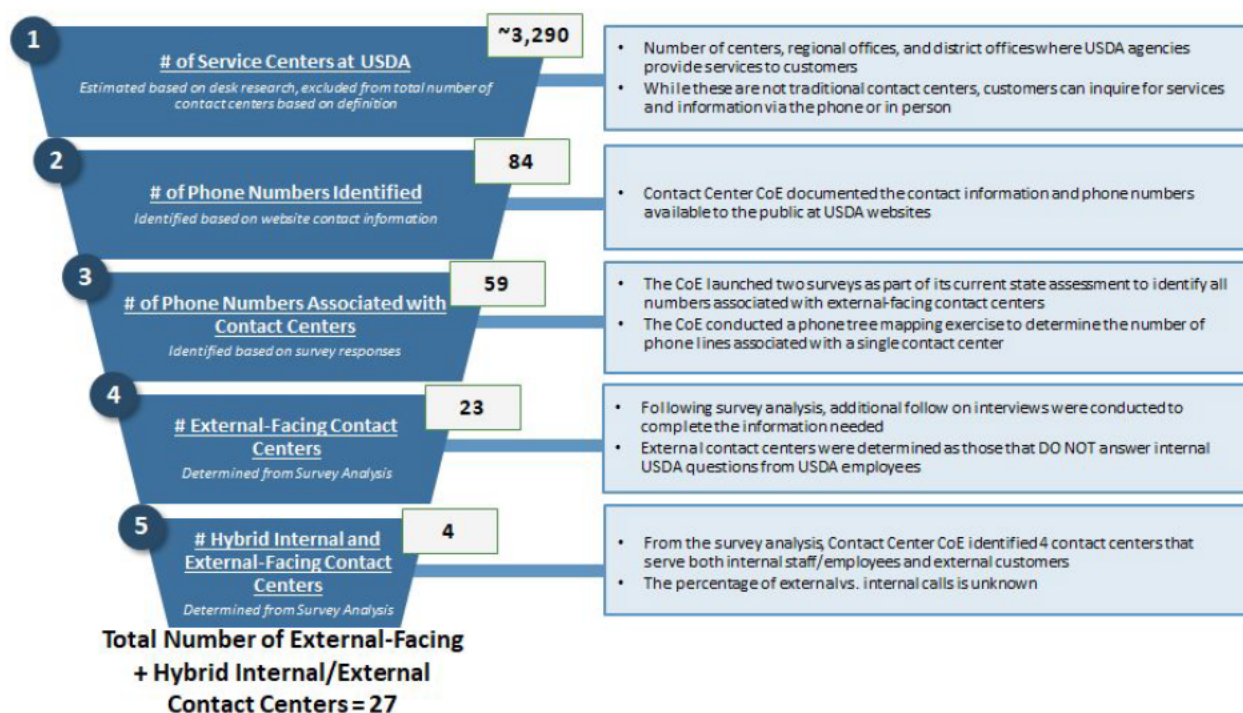 1
~3,290
# of Service Centers at USDA
Estimated based on desk research, excluded from total number of
contact centers based on definition
• Number of centers, regional offices, and district offices where USDA agencies
provide services to customers
• While these are not traditional contact centers, customers can inquire for services
and information via the phone or in person
2
84
# of Phone Numbers Identified
Identified based on website contact information
• Contact Center CoE documented the contact information and phone numbers
available to the public at USDA websites
3
59
# of Phone Numbers Associated with
Contact Centers
Identified based on survey responses
• The CoE launched two surveys as part of its current state assessment to identify all
numbers associated with external-facing contact centers
• The CoE conducted a phone tree mapping exercise to determine the number of
phone lines associated with a single contact center
4
23
# External-Facing Contact
Centers
Determined from Survey Analysis
• Following survey analysis, additional follow on interviews were conducted to
complete the information needed
• External contact centers were determined as those that DO NOT answer internal
USDA questions from USDA employees
5
4
# Hybrid Internal and
External-Facing Contact
Centers
Determined from Survey Analysis
• From the survey analysis, Contact Center CoE identified 4 contact centers that
serve both internal staff/employees and external customers
• The percentage of external vs. internal calls is unknown
Total Number of External-Facing
+ Hybrid Internal/External
Contact Centers = 27